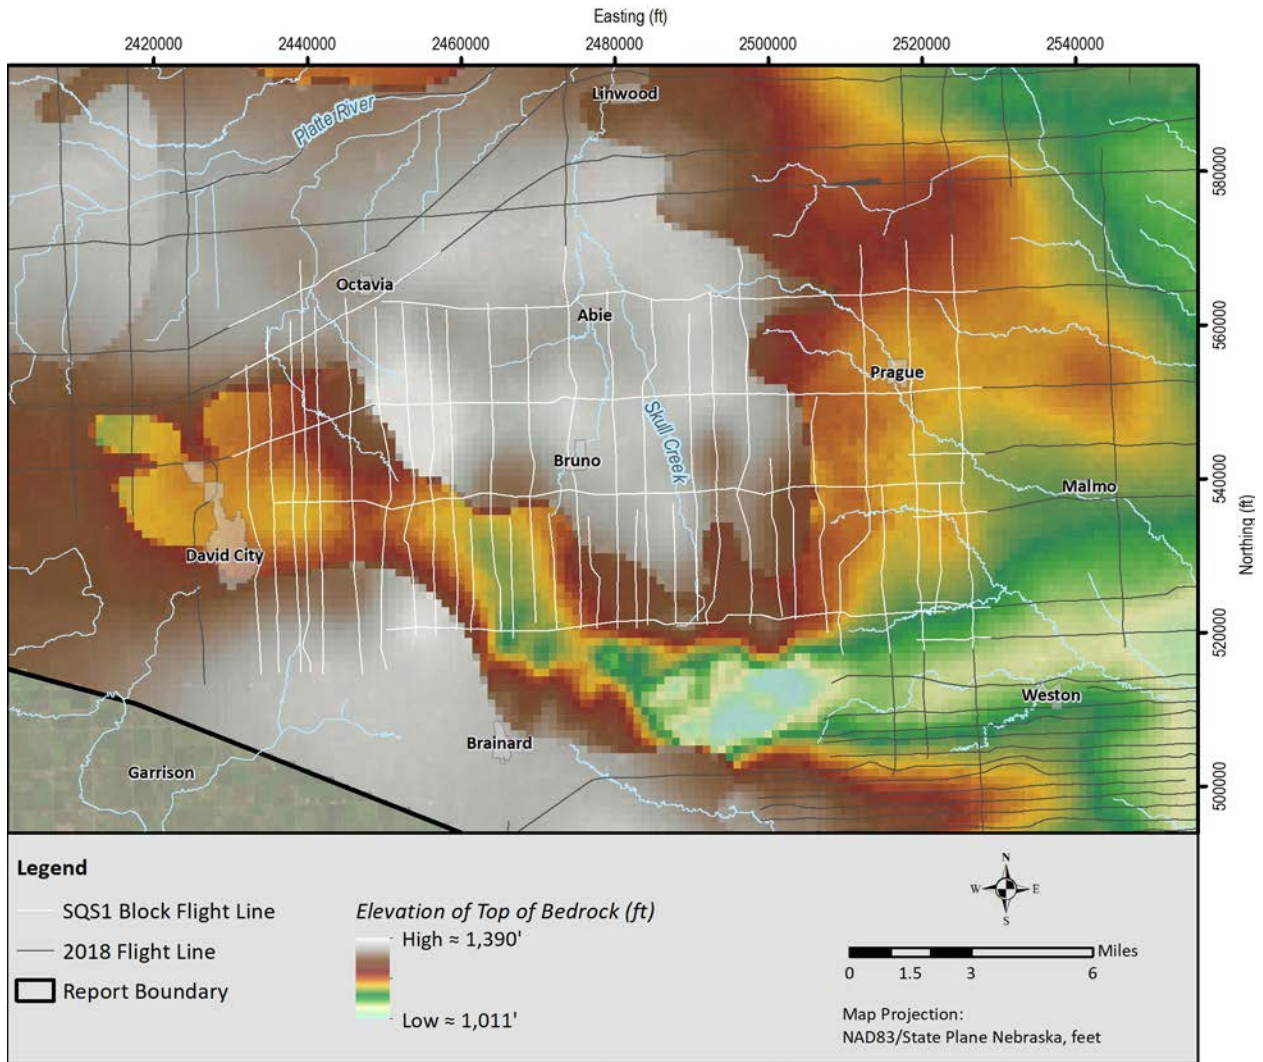 Easting (ft)
2420000 2440000 2460000 2480000 2500000 2520000 2540000
Linwood
Platte River
580000
Octavia
Abie
560000
Prague
Skull Creek
Bruno
540000
Malmo
David City
Northing (ft)
520000
Weston
Brainard
Garrison
500000
Legend
SQS1 Block Flight Line
2018 Flight Line
Report Boundary
Elevation of Top of Bedrock (ft)
High ≈ 1,390'
Low ≈ 1,011'
N
W E
S
Miles
0 1.5 3 6
Map Projection:
NAD83/State Plane Nebraska, feet